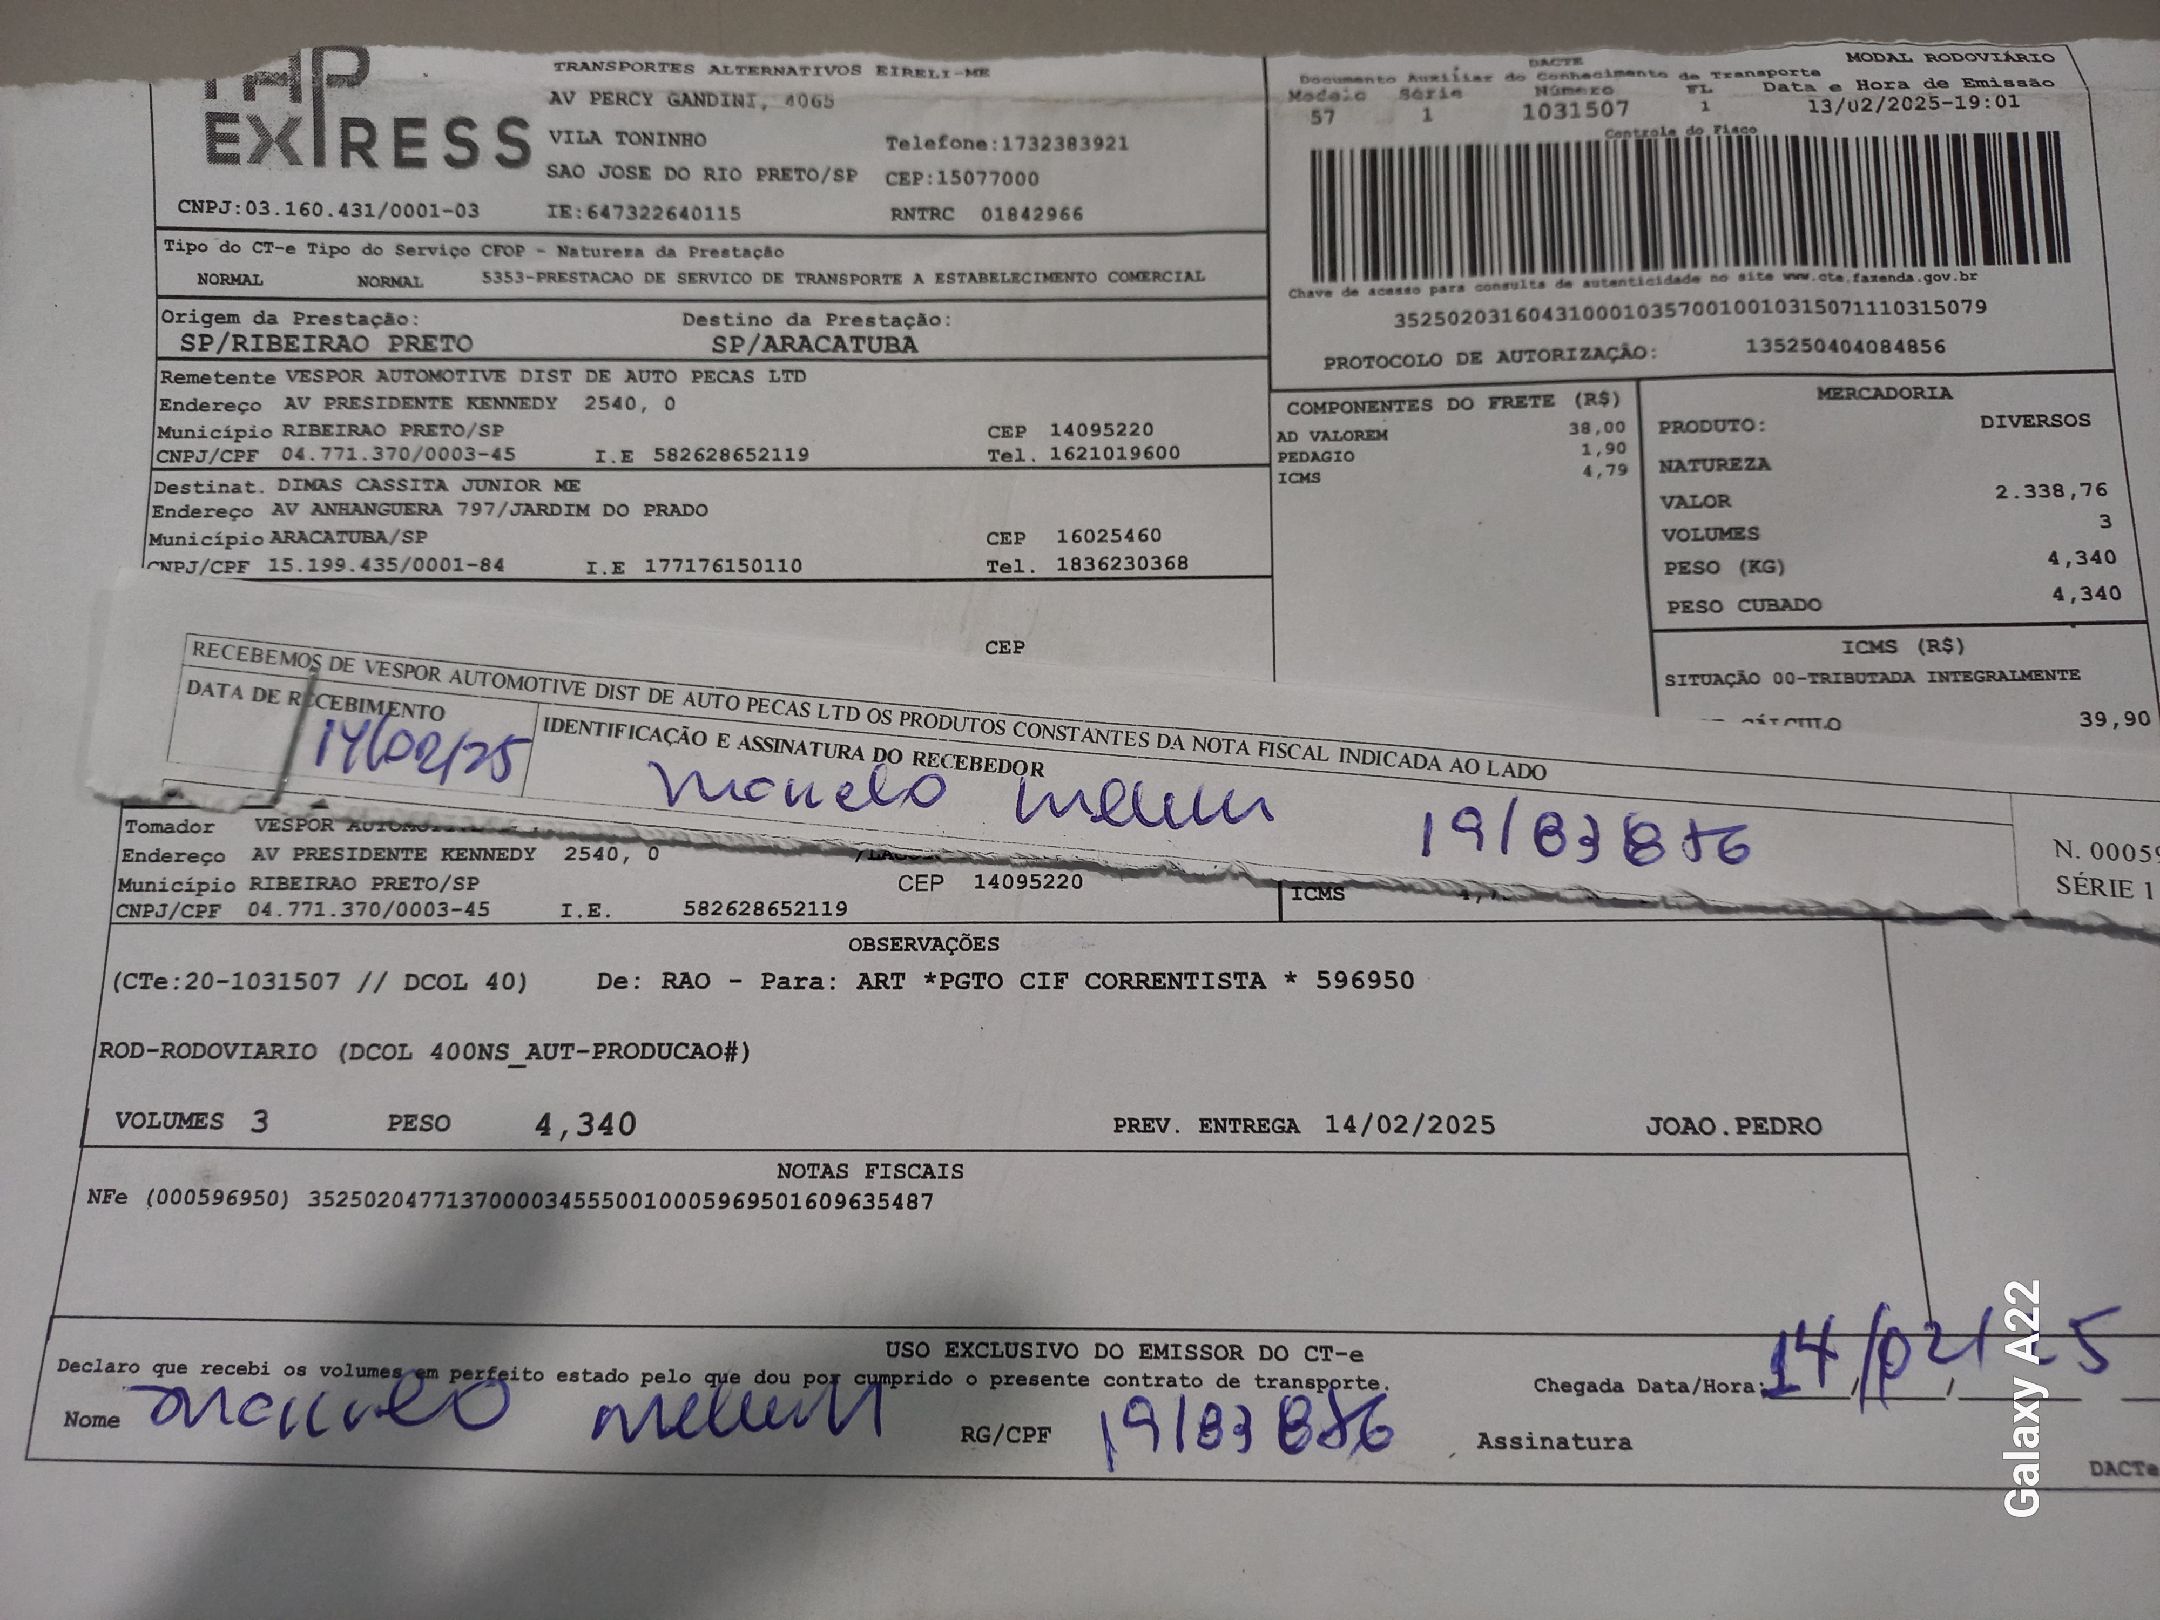 EXPRESS
TRANSPORTES ALTERNATIVOS EIRELI-ME
AV PERCY GANDINI, 4065
VILA TONINHO Telefone:1732383921
SAO JOSE DO RIO PRETO/SP CEP:15077000
CNPJ:03.160.431/0001-03 IE:647322640115 RNTRC 01842966
DACTE MODAL RODOVIÁRIO
Documento Auxiliar do Conhecimento de Transporte
Modelo Série Número FL Data e Hora de Emissão
57 1 1031507 1 13/02/2025-19:01
Controle do Fisco
Chave de acesso para consulta de autenticidade no site www.cte.fazenda.gov.br
35250203160431000103570010010315071110315079
PROTOCOLO DE AUTORIZAÇÃO: 135250404084856
Tipo do CT-e Tipo do Serviço CFOP - Natureza da Prestação
NORMAL NORMAL 5353-PRESTACAO DE SERVICO DE TRANSPORTE A ESTABELECIMENTO COMERCIAL
Origem da Prestação: Destino da Prestação:
SP/RIBEIRAO PRETO SP/ARACATUBA
Remetente VESPOR AUTOMOTIVE DIST DE AUTO PECAS LTD
Endereço AV PRESIDENTE KENNEDY 2540, 0
Município RIBEIRAO PRETO/SP CEP 14095220
CNPJ/CPF 04.771.370/0003-45 I.E 582628652119 Tel. 1621019600
Destinat. DIMAS CASSITA JUNIOR ME
Endereço AV ANHANGUERA 797/JARDIM DO PRADO
Município ARACATUBA/SP CEP 16025460
CNPJ/CPF 15.199.435/0001-84 I.E 177176150110 Tel. 1836230368
CEP
COMPONENTES DO FRETE (R$)
AD VALOREM 38,00
PEDAGIO 1,90
ICMS 4,79
MERCADORIA
PRODUTO: DIVERSOS
NATUREZA
VALOR 2.338,76
VOLUMES 3
PESO (KG) 4,340
PESO CUBADO 4,340
ICMS (R$)
SITUAÇÃO 00-TRIBUTADA INTEGRALMENTE
CÁLCULO 39,90
RECEBEMOS DE VESPOR AUTOMOTIVE DIST DE AUTO PECAS LTD OS PRODUTOS CONSTANTES DA NOTA FISCAL INDICADA AO LADO
DATA DE RECEBIMENTO IDENTIFICAÇÃO E ASSINATURA DO RECEBEDOR
14/02/25 19183856
N. 00059
SÉRIE 1
Tomador VESPOR
Endereço AV PRESIDENTE KENNEDY 2540, 0
Município RIBEIRAO PRETO/SP CEP 14095220
CNPJ/CPF 04.771.370/0003-45 I.E. 582628652119
ICMS
OBSERVAÇÕES
(CTe:20-1031507 // DCOL 40) De: RAO - Para: ART *PGTO CIF CORRENTISTA * 596950
ROD-RODOVIARIO (DCOL 400NS_AUT-PRODUCAO#)
VOLUMES 3 PESO 4,340 PREV. ENTREGA 14/02/2025 JOAO.PEDRO
NOTAS FISCAIS
NFe (000596950) 35250204771370000345550010005969501609635487
USO EXCLUSIVO DO EMISSOR DO CT-e
Declaro que recebi os volumes em perfeito estado pelo que dou por cumprido o presente contrato de transporte.
Chegada Data/Hora: 14/02/25
Nome RG/CPF Assinatura
DACTe
Galaxy A22